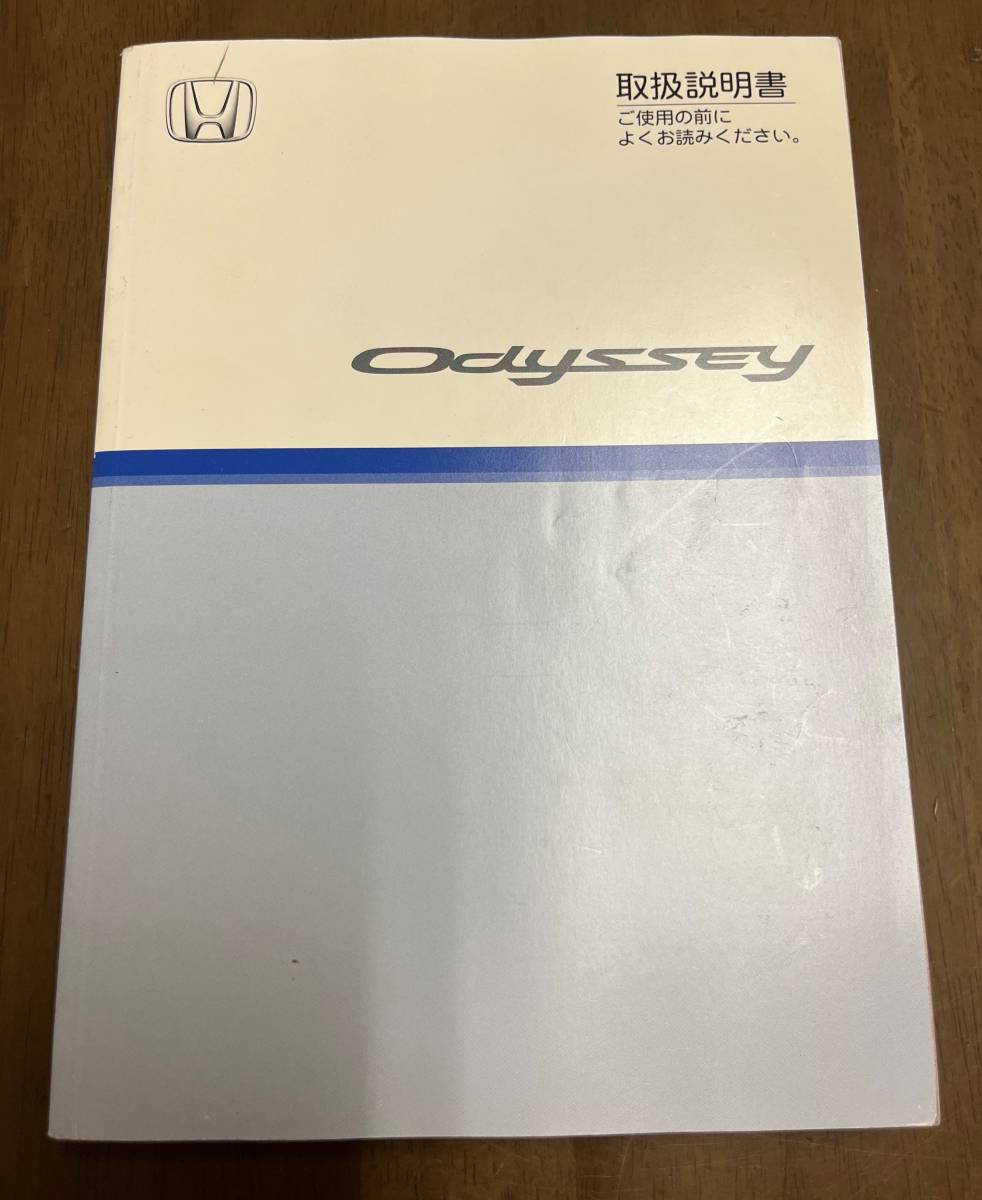 取扱説明書
ご使用の前に
よくお読みください。
Odyssey